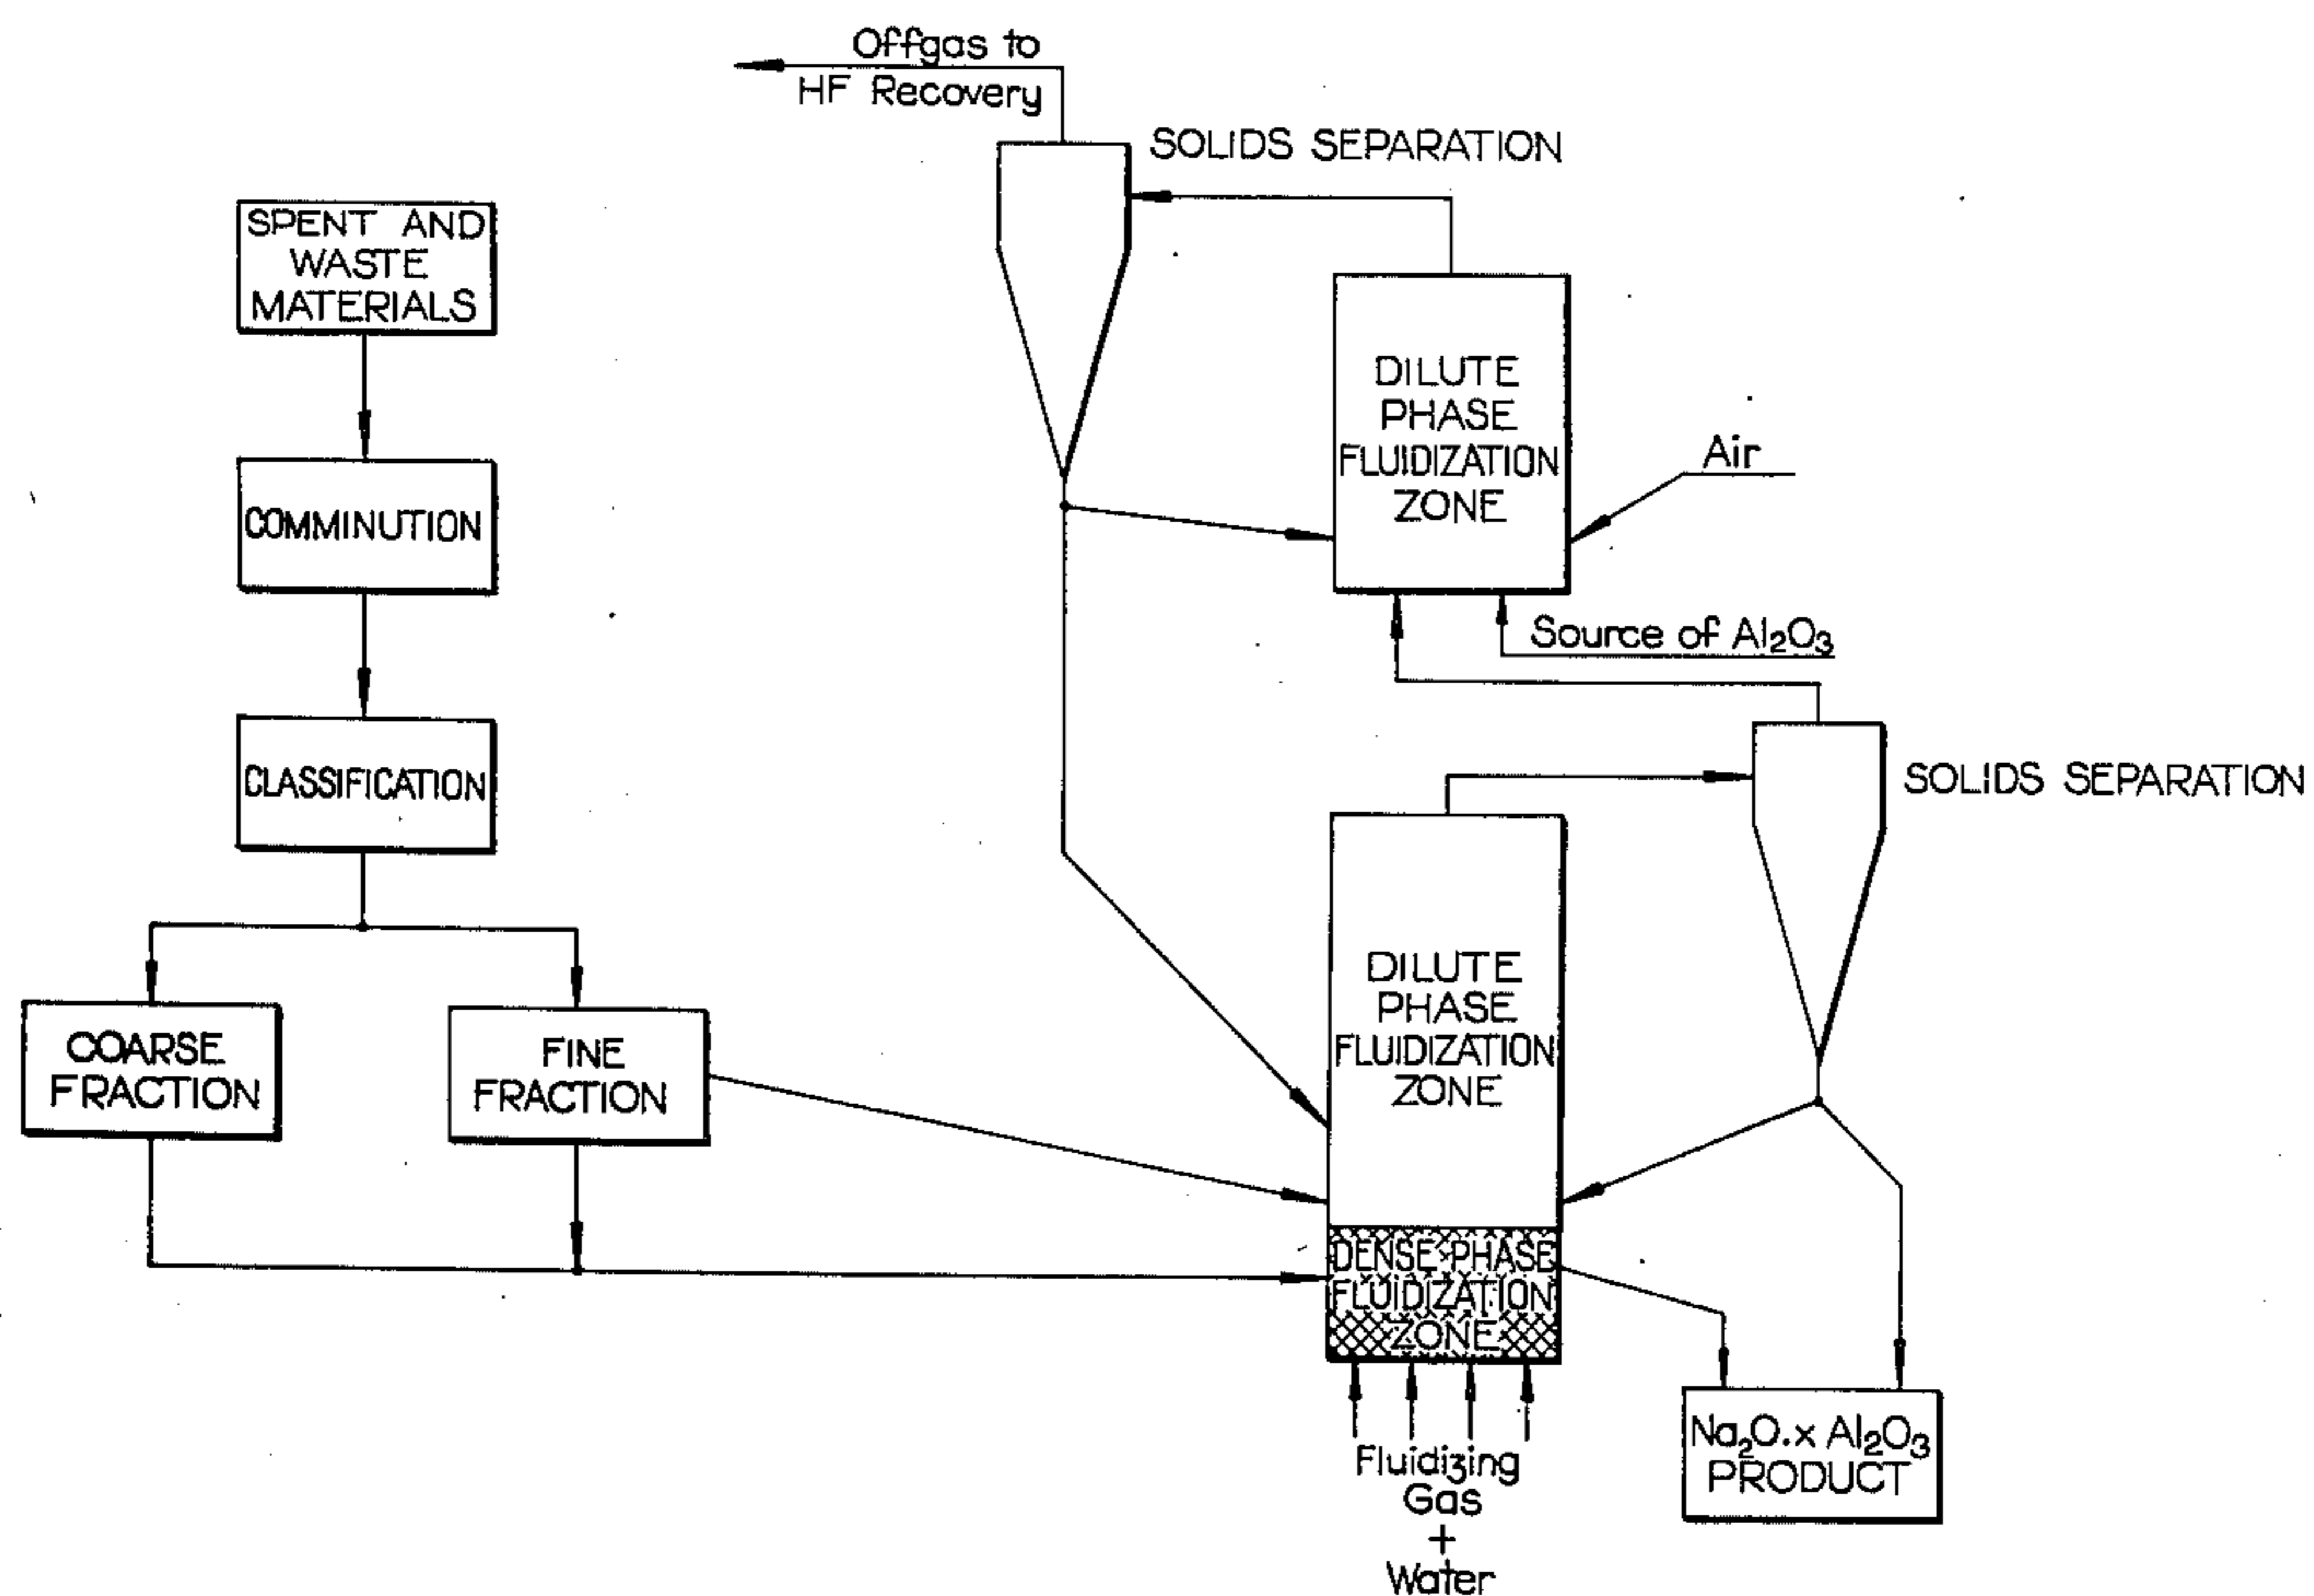 Offgas to
HF Recovery
SOLIDS SEPARATION
SPENT AND
WASTE
MATERIALS
DILUTE
PHASE
FLUIDIZATION
ZONE
Air
COMMINUTION
Source of Al₂O₃
CLASSIFICATION
SOLIDS SEPARATION
DILUTE
PHASE
FLUIDIZATION
ZONE
COARSE
FRACTION
FINE
FRACTION
DENSE PHASE
FLUIDIZATION
ZONE
Na₂O.x Al₂O₃
PRODUCT
Fluidizing
Gas
+
Water